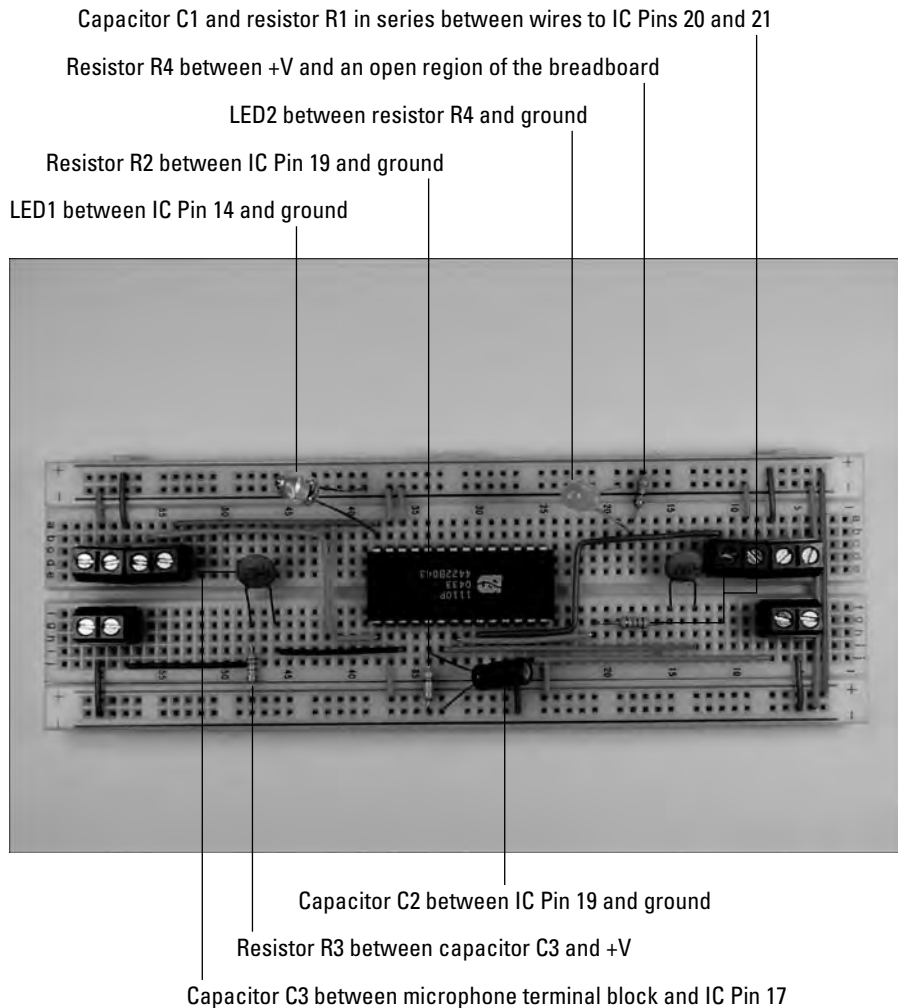 Capacitor C1 and resistor R1 in series between wires to IC Pins 20 and 21
Resistor R4 between +V and an open region of the breadboard
LED2 between resistor R4 and ground
Resistor R2 between IC Pin 19 and ground
LED1 between IC Pin 14 and ground
1110P
0433
4422B043
Capacitor C2 between IC Pin 19 and ground
Resistor R3 between capacitor C3 and +V
Capacitor C3 between microphone terminal block and IC Pin 17